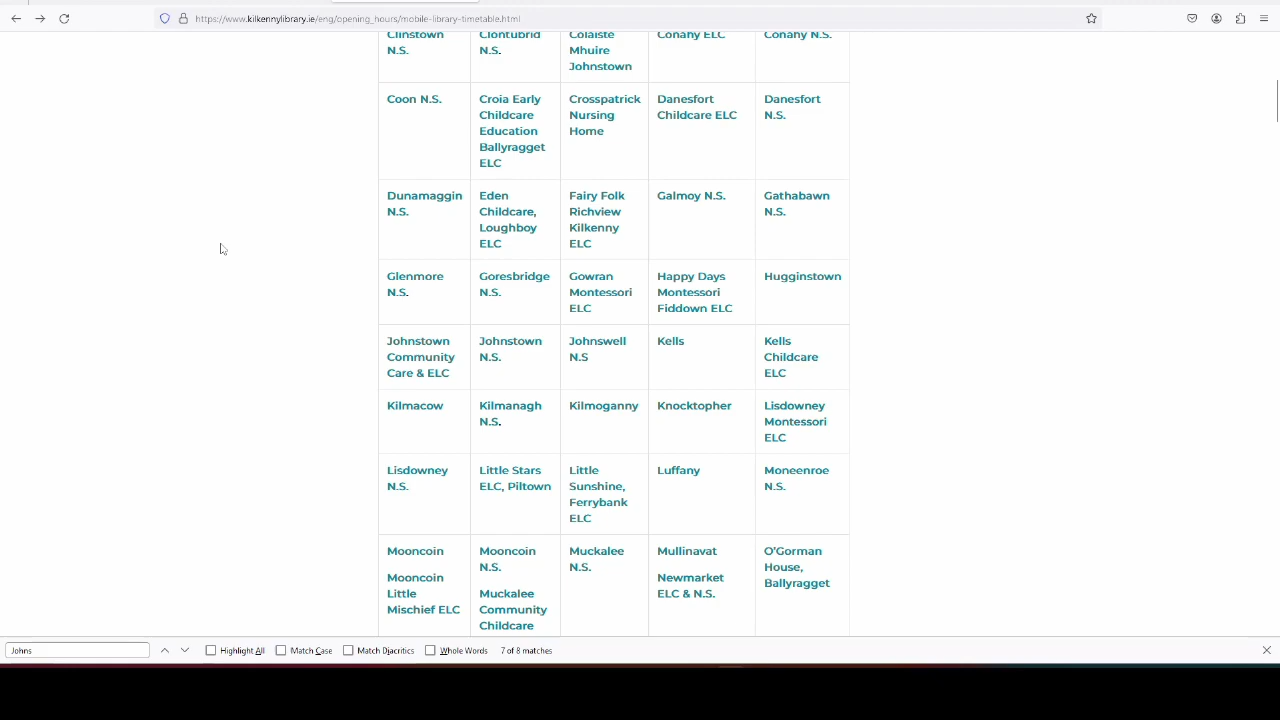 https://www.kilkennylibrary.ie/eng/opening_hours/mobile-library-timetable.html
Clinstown
N.S.
Clontubrid
N.S.
Colaiste
Mhuire
Johnstown
Conahy ELC
Conahy N.S.
Coon N.S.
Croia Early
Childcare
Education
Ballyragget
ELC
Crosspatrick
Nursing
Home
Danesfort
Childcare ELC
Danesfort
N.S.
Dunamaggin
N.S.
Eden
Childcare,
Loughboy
ELC
Fairy Folk
Richview
Kilkenny
ELC
Galmoy N.S.
Gathabawn
N.S.
Glenmore
N.S.
Goresbridge
N.S.
Gowran
Montessori
ELC
Happy Days
Montessori
Fiddown ELC
Hugginstown
Johnstown
Community
Care & ELC
Johnstown
N.S.
Johnswell
N.S
Kells
Kells
Childcare
ELC
Kilmacow
Kilmanagh
N.S.
Kilmoganny
Knocktopher
Lisdowney
Montessori
ELC
Lisdowney
N.S.
Little Stars
ELC, Piltown
Little
Sunshine,
Ferrybank
ELC
Luffany
Moneenroe
N.S.
Mooncoin
Mooncoin
Little
Mischief ELC
Mooncoin
N.S.
Muckalee
Community
Childcare
Muckalee
N.S.
Mullinavat
Newmarket
ELC & N.S.
O'Gorman
House,
Ballyragget
Johns
Highlight All
Match Case
Match Diacritics
Whole Words
7 of 8 matches